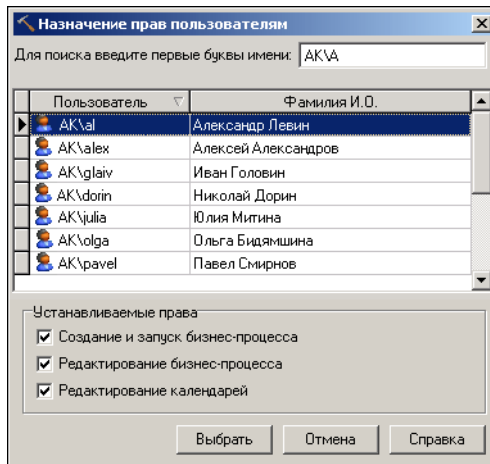 Назначение прав пользователям
Для поиска введите первые буквы имени: AK\A
Пользователь Фамилия И.О.
AK\al Александр Левин
AK\alex Алексей Александров
AK\glaiv Иван Головин
AK\dorin Николай Дорин
AK\julia Юлия Митина
AK\olga Ольга Бидямшина
AK\pavel Павел Смирнов
Устанавливаемые права
Создание и запуск бизнес-процесса
Редактирование бизнес-процесса
Редактирование календарей
Выбрать Отмена Справка